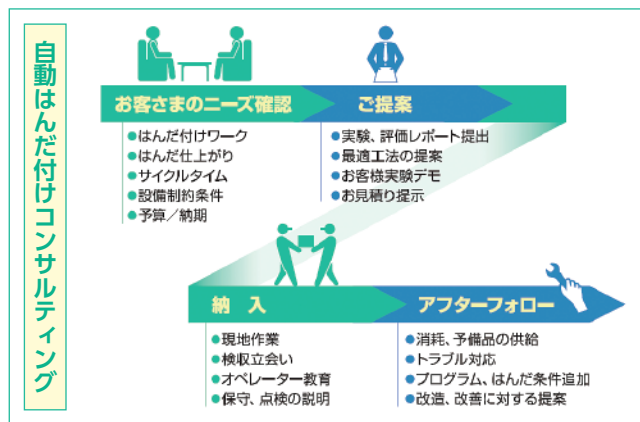 自動はんだ付けコンサルティング
お客さまのニーズ確認
●はんだ付けワーク
●はんだ仕上がり
●サイクルタイム
●設備制約条件
●予算／納期
ご提案
●実験、評価レポート提出
●最適工法の提案
●お客様実験デモ
●お見積り提示
納 入
●現地作業
●検収立会い
●オペレーター教育
●保守、点検の説明
アフターフォロー
●消耗、予備品の供給
●トラブル対応
●プログラム、はんだ条件追加
●改造、改善に対する提案